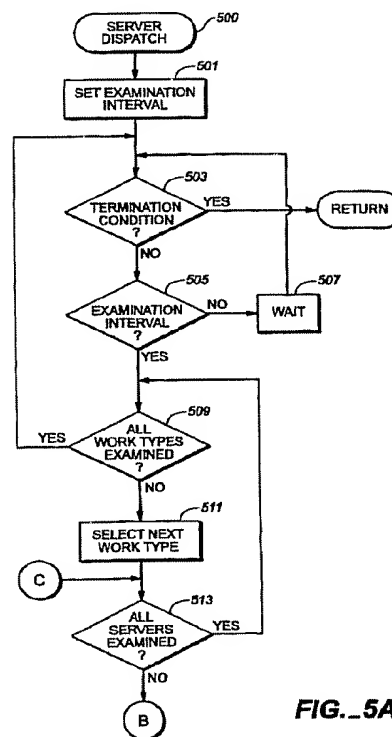 SERVER
DISPATCH
500
501
SET EXAMINATION
INTERVAL
503
TERMINATION
CONDITION
?
YES
RETURN
NO
505
EXAMINATION
INTERVAL
?
NO
507
WAIT
YES
509
YES
ALL
WORK TYPES
EXAMINED
?
NO
511
SELECT NEXT
WORK TYPE
C
513
ALL
SERVERS
EXAMINED
?
YES
NO
B
FIG._5A